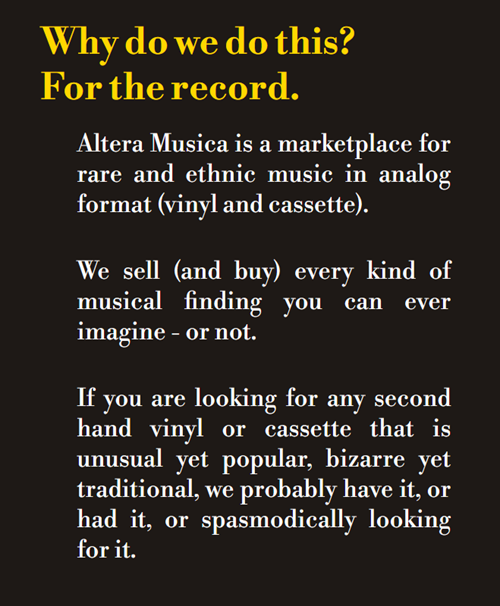 Why do we do this?
For the record.
Altera Musica is a marketplace for
rare and ethnic music in analog
format (vinyl and cassette).
We sell (and buy) every kind of
musical finding you can ever
imagine - or not.
If you are looking for any second
hand vinyl or cassette that is
unusual yet popular, bizarre yet
traditional, we probably have it, or
had it, or spasmodically looking
for it.